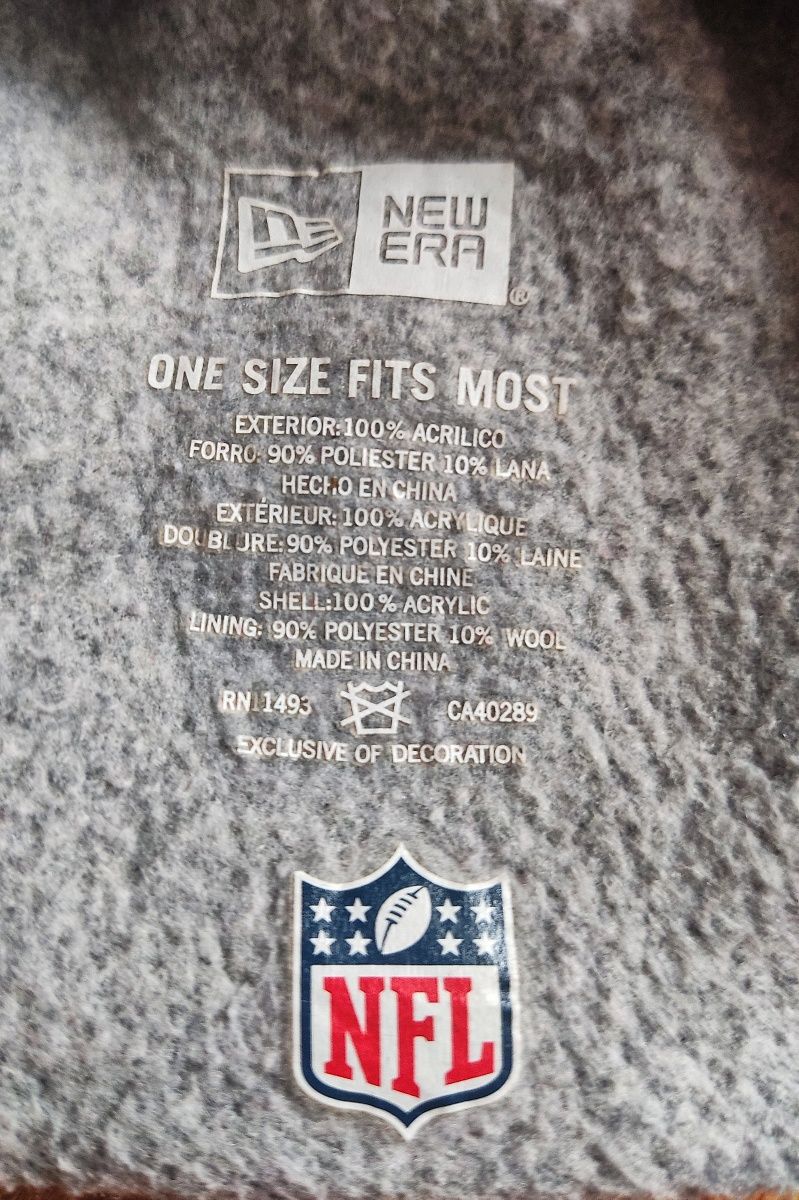 NEW
ERA
®
ONE SIZE FITS MOST
EXTERIOR:100% ACRILICO
FORRO: 90% POLIESTER 10% LANA
HECHO EN CHINA
EXTÉRIEUR: 100% ACRYLIQUE
DOUBLURE:90% POLYESTER 10% LAINE
FABRIQUE EN CHINE
SHELL:100% ACRYLIC
LINING: 90% POLYESTER 10% WOOL
MADE IN CHINA
RN11493 CA40289
EXCLUSIVE OF DECORATION
NFL